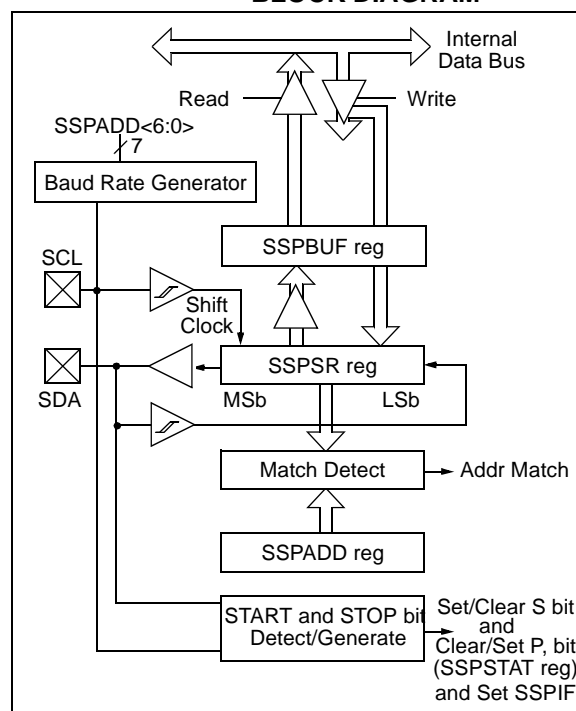 BLOCK DIAGRAM
Internal
Data Bus
Read
Write
SSPADD<6:0>
7
Baud Rate Generator
SSPBUF reg
SCL
Shift
Clock
SSPSR reg
SDA
MSb
LSb
Match Detect
Addr Match
SSPADD reg
START and STOP bit
Detect/Generate
Set/Clear S bit
and
Clear/Set P, bit
(SSPSTAT reg)
and Set SSPIF